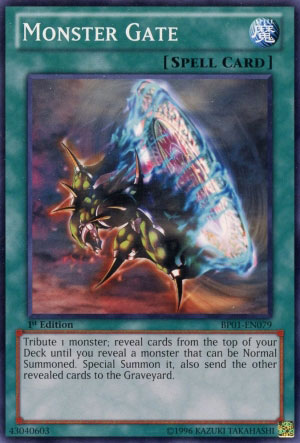 MONSTER GATE
魔
[SPELL CARD]
1st Edition
BP01-EN079
Tribute 1 monster; reveal cards from the top of your
Deck until you reveal a monster that can be Normal
Summoned. Special Summon it, also send the other
revealed cards to the Graveyard.
43040603
©1996 KAZUKI TAKAHASHI